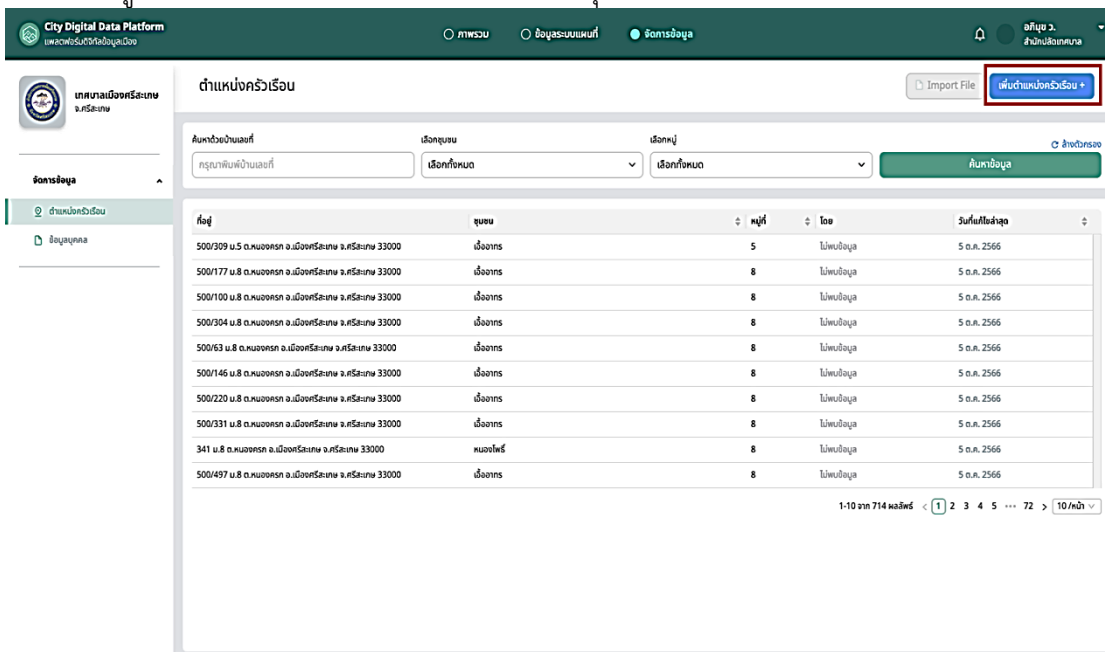 City Digital Data Platform
แพลตฟอร์มดิจิทัลข้อมูลเมือง
ภาพรวม
ข้อมูลระบบแผนที่
จัดการข้อมูล
อภิมุข ว.
สำนักปลัดเทศบาล
เทศบาลเมืองศรีสะเกษ
จ.ศรีสะเกษ
ตำแหน่งครัวเรือน
Import File
เพิ่มตำแหน่งครัวเรือน +
จัดการข้อมูล
ตำแหน่งครัวเรือน
ข้อมูลบุคคล
ค้นหาด้วยบ้านเลขที่
เลือกชุมชน
เลือกหมู่
ล้างตัวกรอง
กรุณาพิมพ์บ้านเลขที่
เลือกทั้งหมด
เลือกทั้งหมด
ค้นหาข้อมูล
ที่อยู่ ชุมชน หมู่ที่ โดย วันที่แก้ไขล่าสุด
500/309 ม.5 ต.หนองครก อ.เมืองศรีสะเกษ จ.ศรีสะเกษ 33000 เอื้ออาทร 5 ไม่พบข้อมูล 5 ต.ค. 2566
500/177 ม.8 ต.หนองครก อ.เมืองศรีสะเกษ จ.ศรีสะเกษ 33000 เอื้ออาทร 8 ไม่พบข้อมูล 5 ต.ค. 2566
500/100 ม.8 ต.หนองครก อ.เมืองศรีสะเกษ จ.ศรีสะเกษ 33000 เอื้ออาทร 8 ไม่พบข้อมูล 5 ต.ค. 2566
500/304 ม.8 ต.หนองครก อ.เมืองศรีสะเกษ จ.ศรีสะเกษ 33000 เอื้ออาทร 8 ไม่พบข้อมูล 5 ต.ค. 2566
500/63 ม.8 ต.หนองครก อ.เมืองศรีสะเกษ จ.ศรีสะเกษ 33000 เอื้ออาทร 8 ไม่พบข้อมูล 5 ต.ค. 2566
500/146 ม.8 ต.หนองครก อ.เมืองศรีสะเกษ จ.ศรีสะเกษ 33000 เอื้ออาทร 8 ไม่พบข้อมูล 5 ต.ค. 2566
500/220 ม.8 ต.หนองครก อ.เมืองศรีสะเกษ จ.ศรีสะเกษ 33000 เอื้ออาทร 8 ไม่พบข้อมูล 5 ต.ค. 2566
500/331 ม.8 ต.หนองครก อ.เมืองศรีสะเกษ จ.ศรีสะเกษ 33000 เอื้ออาทร 8 ไม่พบข้อมูล 5 ต.ค. 2566
341 ม.8 ต.หนองครก อ.เมืองศรีสะเกษ จ.ศรีสะเกษ 33000 หนองโพธิ์ 8 ไม่พบข้อมูล 5 ต.ค. 2566
500/497 ม.8 ต.หนองครก อ.เมืองศรีสะเกษ จ.ศรีสะเกษ 33000 เอื้ออาทร 8 ไม่พบข้อมูล 5 ต.ค. 2566
1-10 จาก 714 ผลลัพธ์ < 1 2 3 4 5 ••• 72 > 10 /หน้า